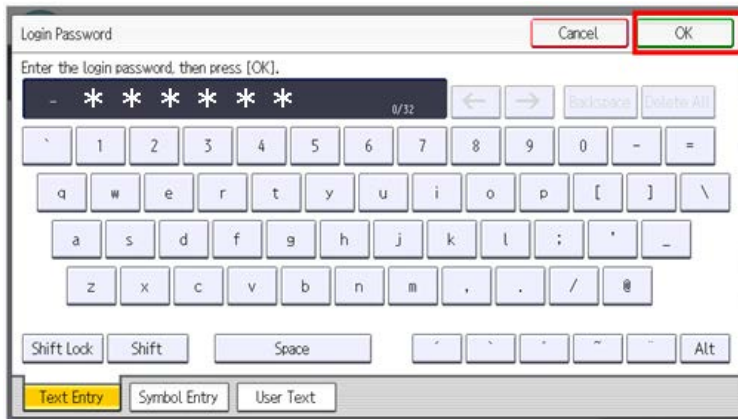 Login Password Cancel OK
Enter the login password, then press [OK].
- * * * * * * 0/32 ← → Backspace Delete All
` 1 2 3 4 5 6 7 8 9 0 - =
q w e r t y u i o p [ ] \
a s d f g h j k l ; ' _
z x c v b n m , . / @
Shift Lock Shift Space ´ ` ˆ ~ ¨ Alt
Text Entry Symbol Entry User Text